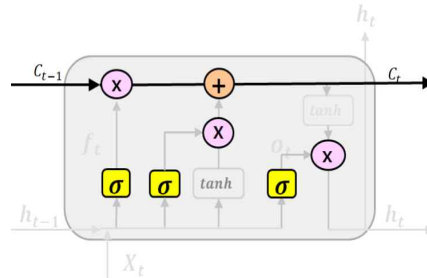 h_t
C_{t-1} X + C_t
tanh
f_t X o_t X
σ σ tanh σ
h_{t-1} h_t
X_t